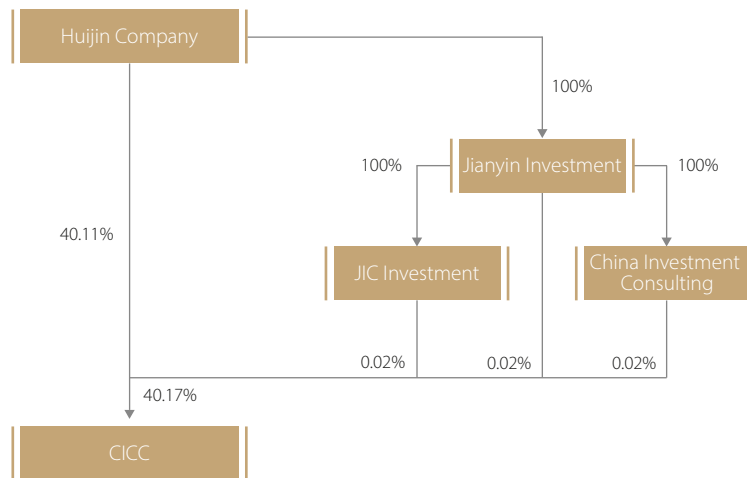 Huijin Company
100%
Jianyin Investment
100%
100%
40.11%
JIC Investment
China Investment
Consulting
0.02%
0.02%
0.02%
40.17%
CICC